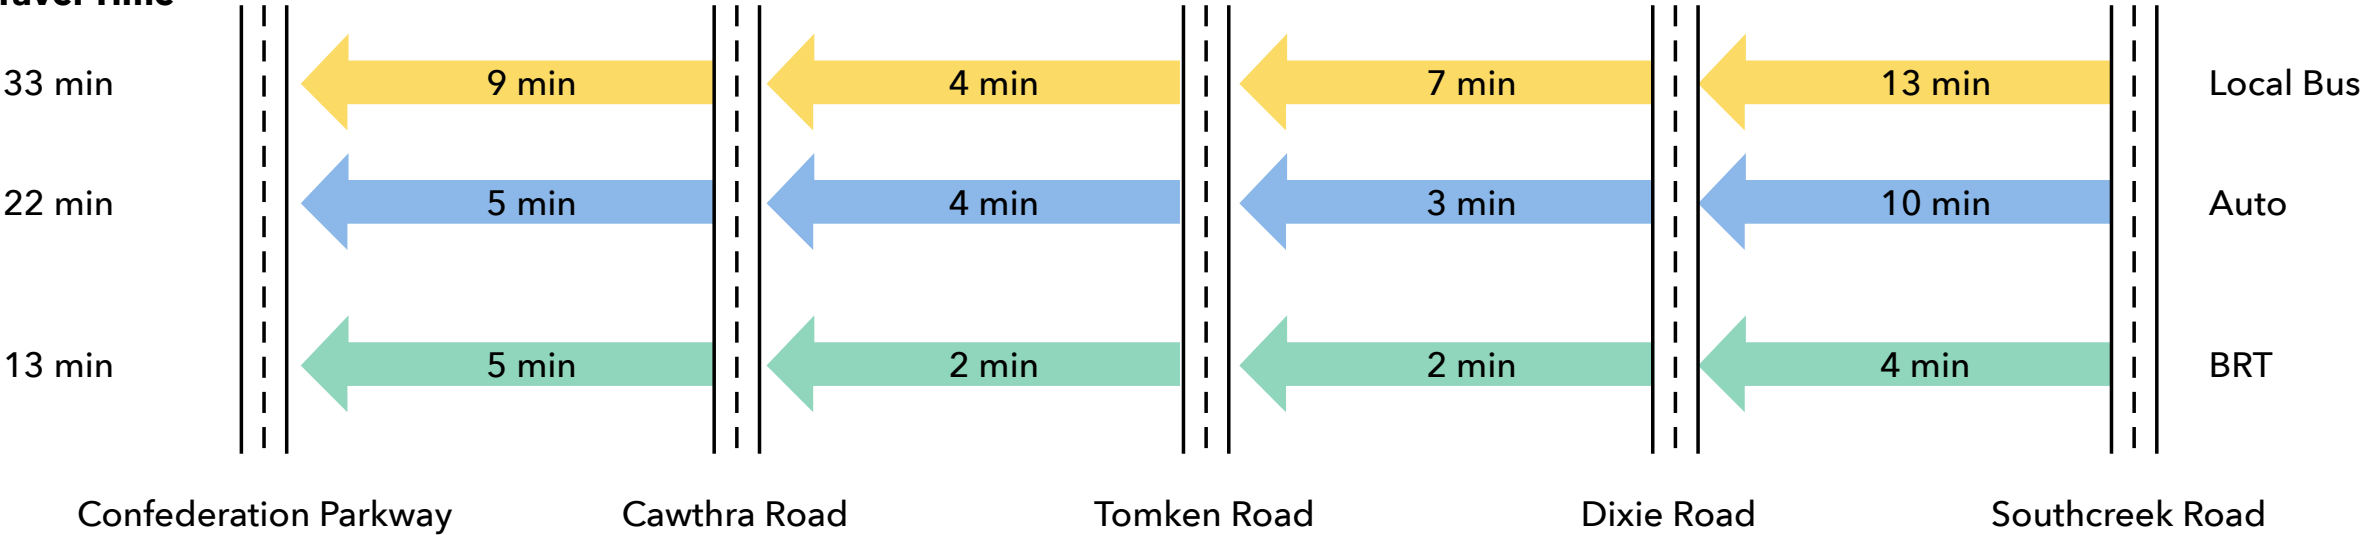 33 min 9 min 4 min 7 min 13 min Local Bus
22 min 5 min 4 min 3 min 10 min Auto
13 min 5 min 2 min 2 min 4 min BRT
Confederation Parkway Cawthra Road Tomken Road Dixie Road Southcreek Road